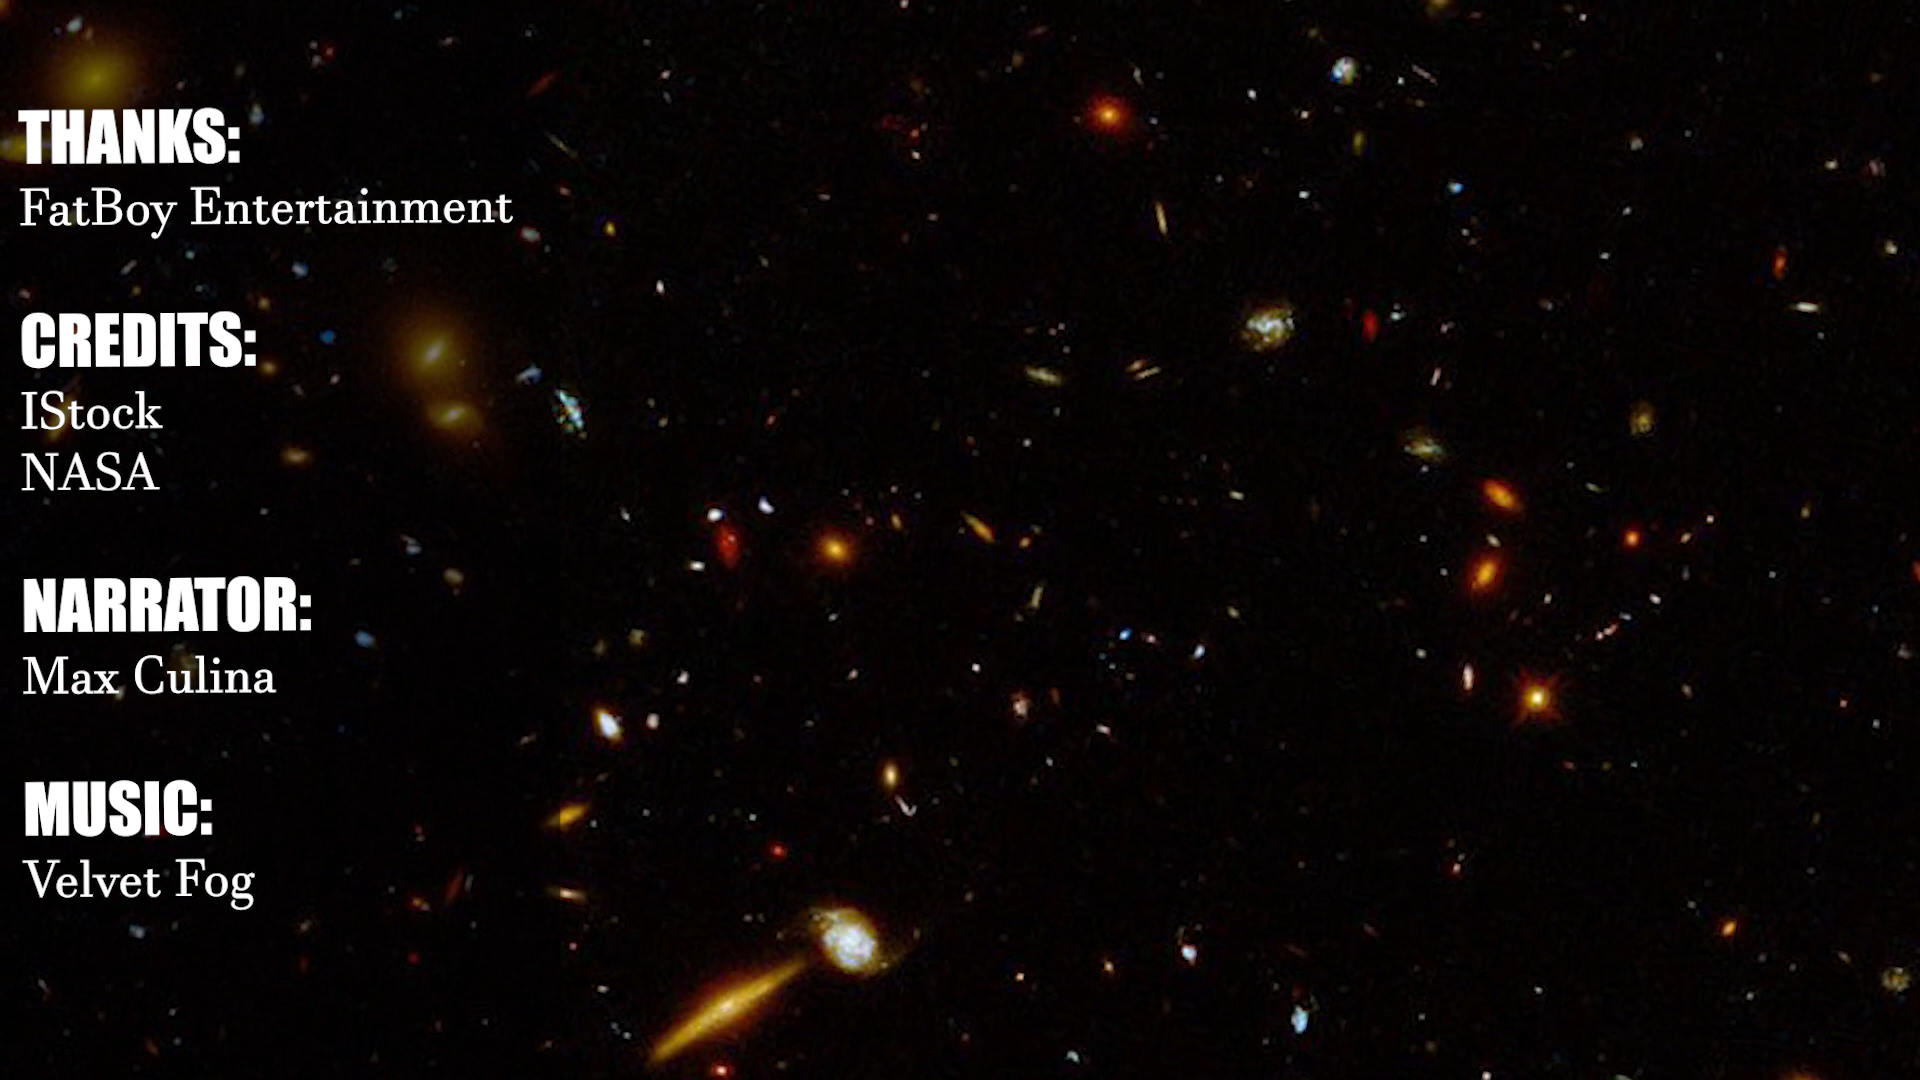 THANKS:
FatBoy Entertainment
CREDITS:
IStock
NASA
NARRATOR:
Max Culina
MUSIC:
Velvet Fog